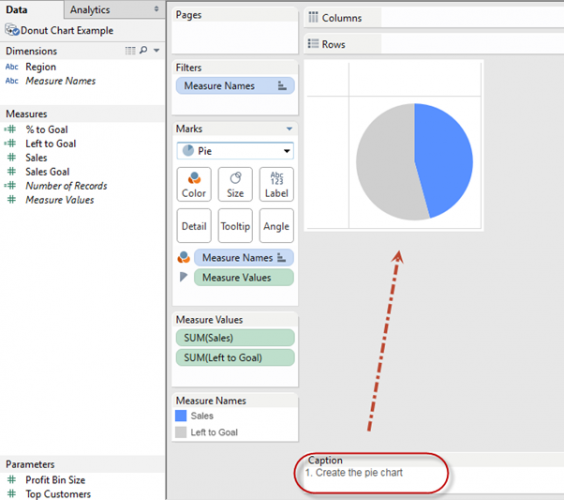 Data
Analytics
Donut Chart Example
Dimensions
Abc Region
Abc Measure Names
Measures
% to Goal
Left to Goal
Sales
Sales Goal
Number of Records
Measure Values
Parameters
Profit Bin Size
Top Customers
Pages
Filters
Measure Names
Marks
Pie
Color
Size
Abc
123
Label
Detail
Tooltip
Angle
Measure Names
Measure Values
Measure Values
SUM(Sales)
SUM(Left to Goal)
Measure Names
Sales
Left to Goal
Columns
Rows
Caption
1. Create the pie chart